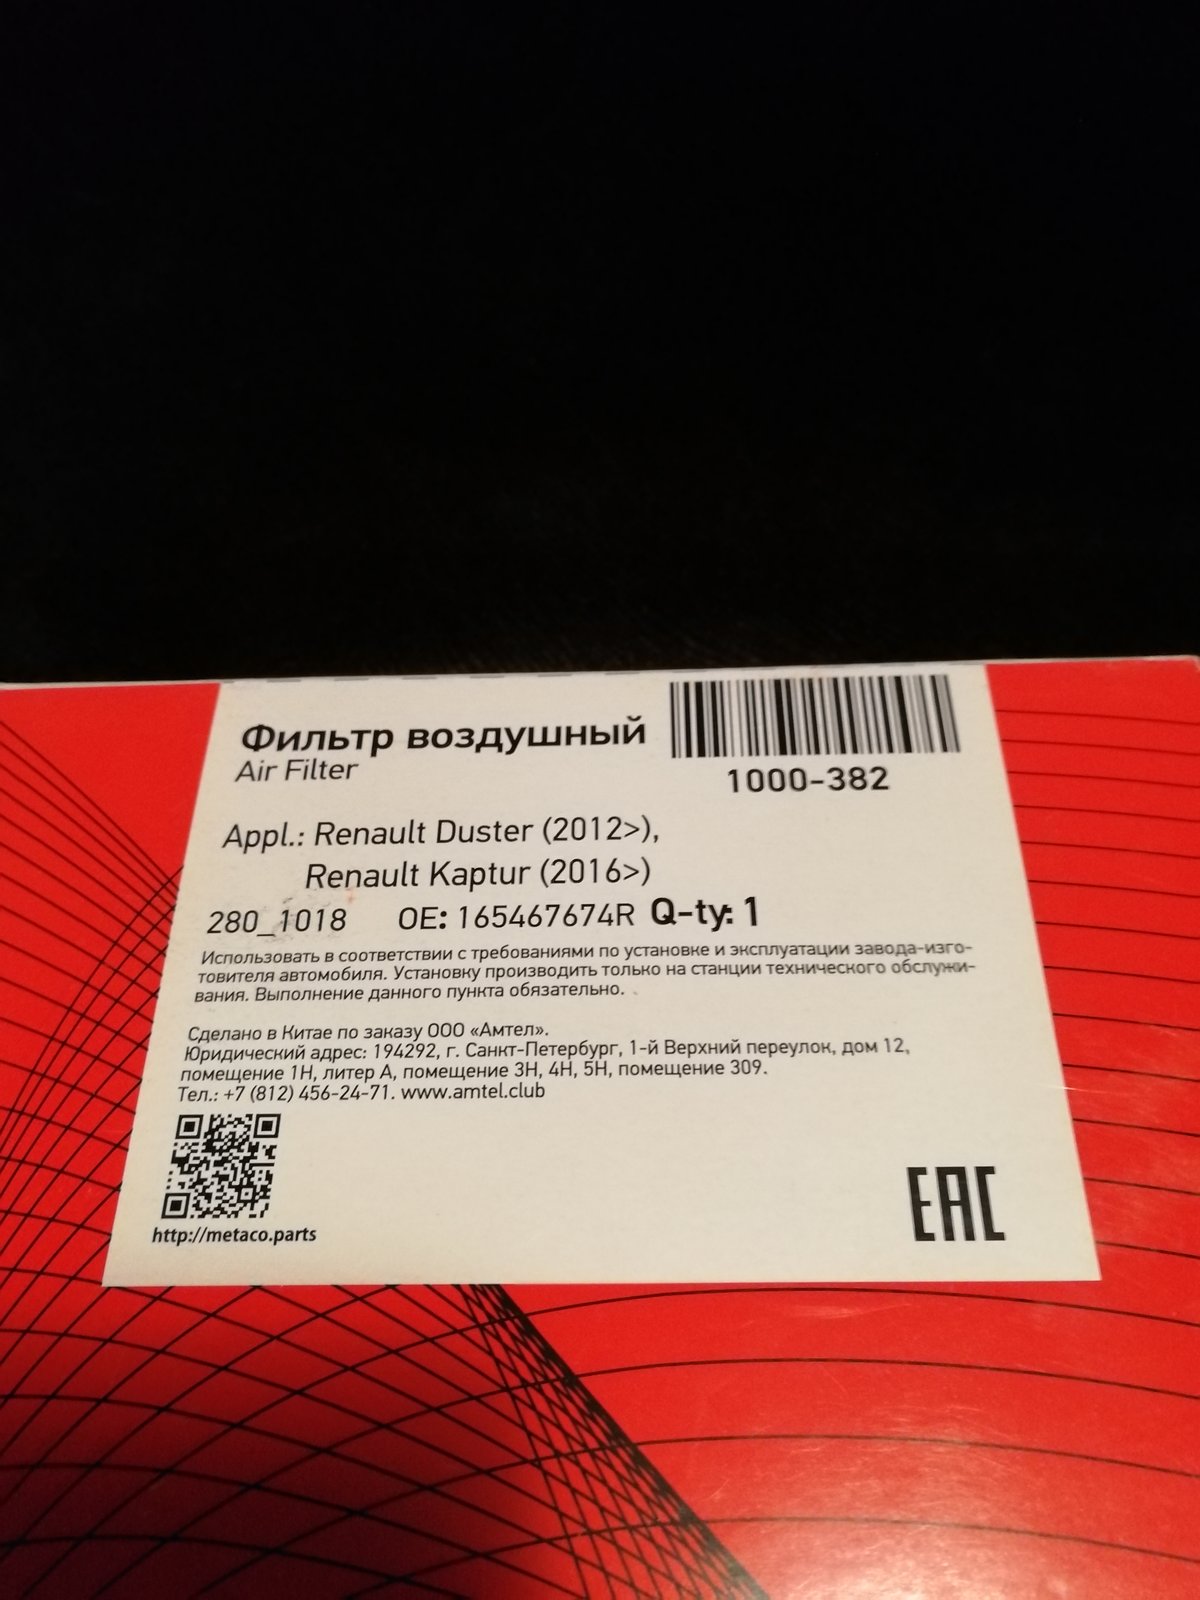 Фильтр воздушный
Air Filter
1000-382
Appl.: Renault Duster (2012>),
Renault Kaptur (2016>)
280_1018 OE: 165467674R Q-ty: 1
Использовать в соответствии с требованиями по установке и эксплуатации завода-изго-
товителя автомобиля. Установку производить только на станции технического обслужи-
вания. Выполнение данного пункта обязательно.
Сделано в Китае по заказу ООО «Амтел».
Юридический адрес: 194292, г. Санкт-Петербург, 1-й Верхний переулок, дом 12,
помещение 1Н, литер А, помещение 3Н, 4Н, 5Н, помещение 309.
Тел.: +7 (812) 456-24-71. www.amtel.club
http://metaco.parts
EAC